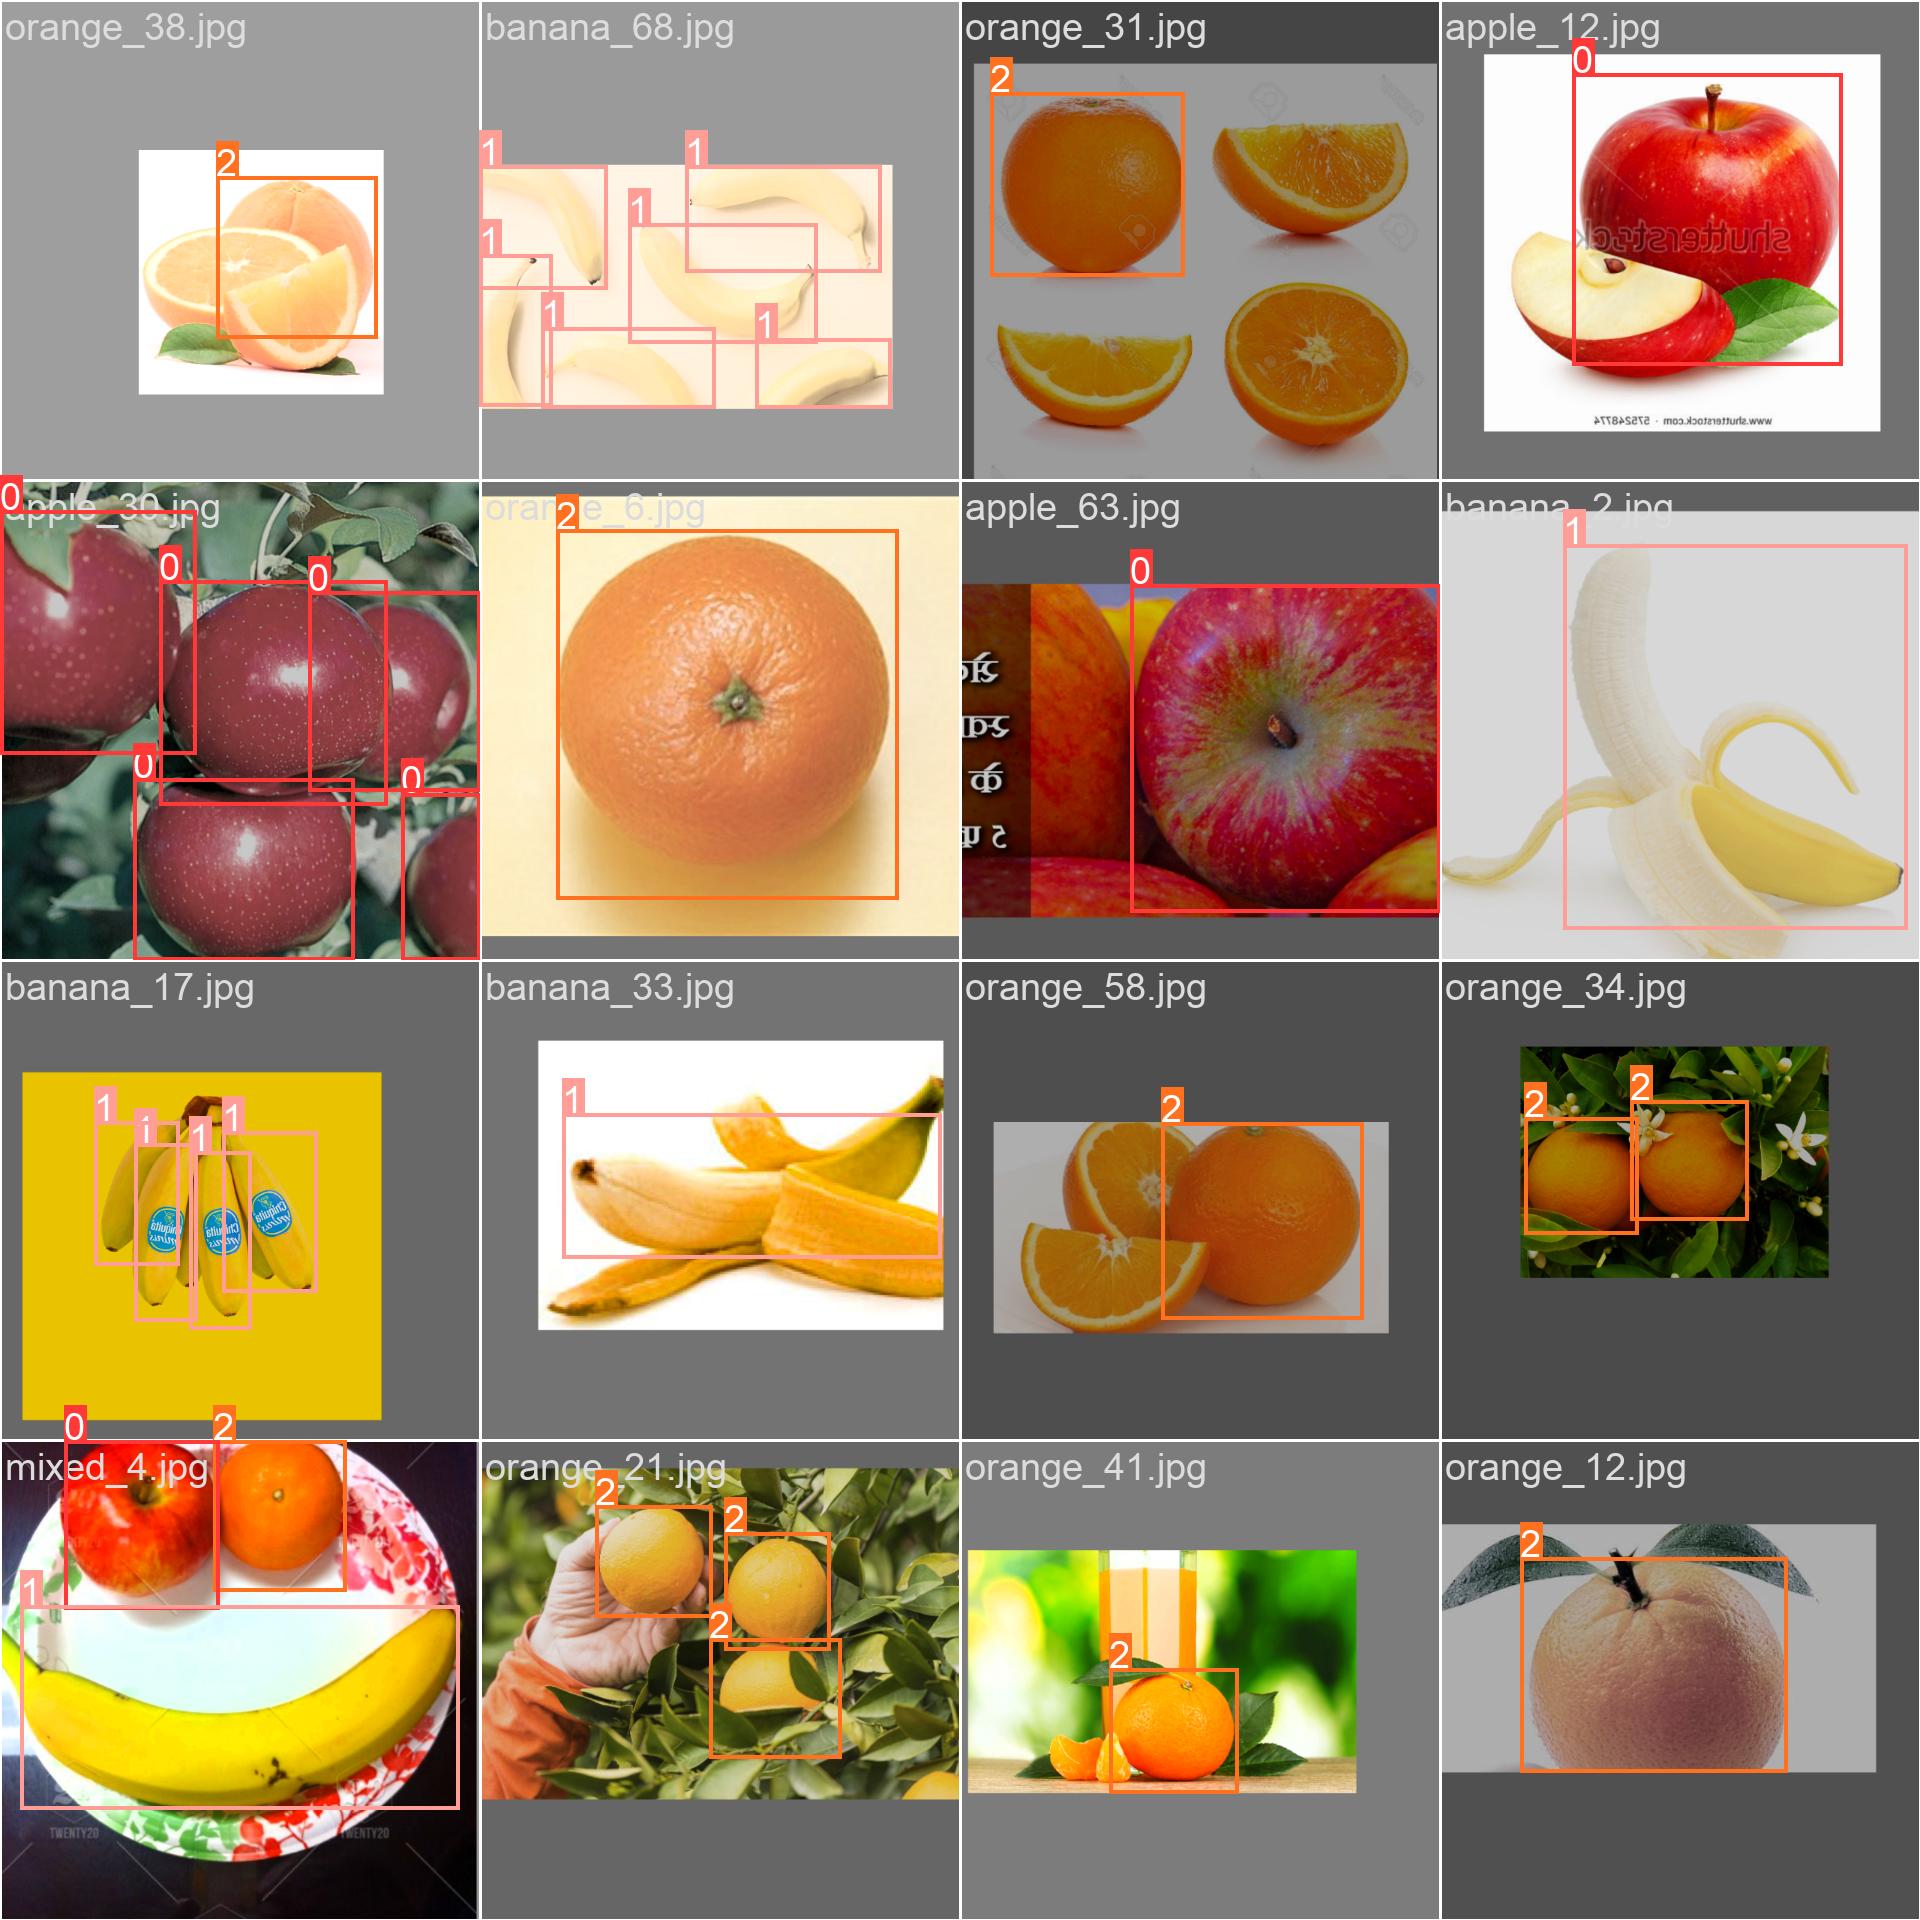 orange_38.jpg
banana_68.jpg
orange_31.jpg
apple_12.jpg
2
1
1
1
1
1
1
2
0
shutterstock
www.shutterstock.com · 575248774
apple_30.jpg
orange_6.jpg
apple_63.jpg
banana_2.jpg
0
0
0
0
0
2
0
1
banana_17.jpg
banana_33.jpg
orange_58.jpg
orange_34.jpg
1
1
1
1
Chiquita
Chiquita
Chiquita
1
2
2
2
mixed_4.jpg
orange_21.jpg
orange_41.jpg
orange_12.jpg
0
2
1
TWENTY20
TWENTY20
2
2
2
2
2